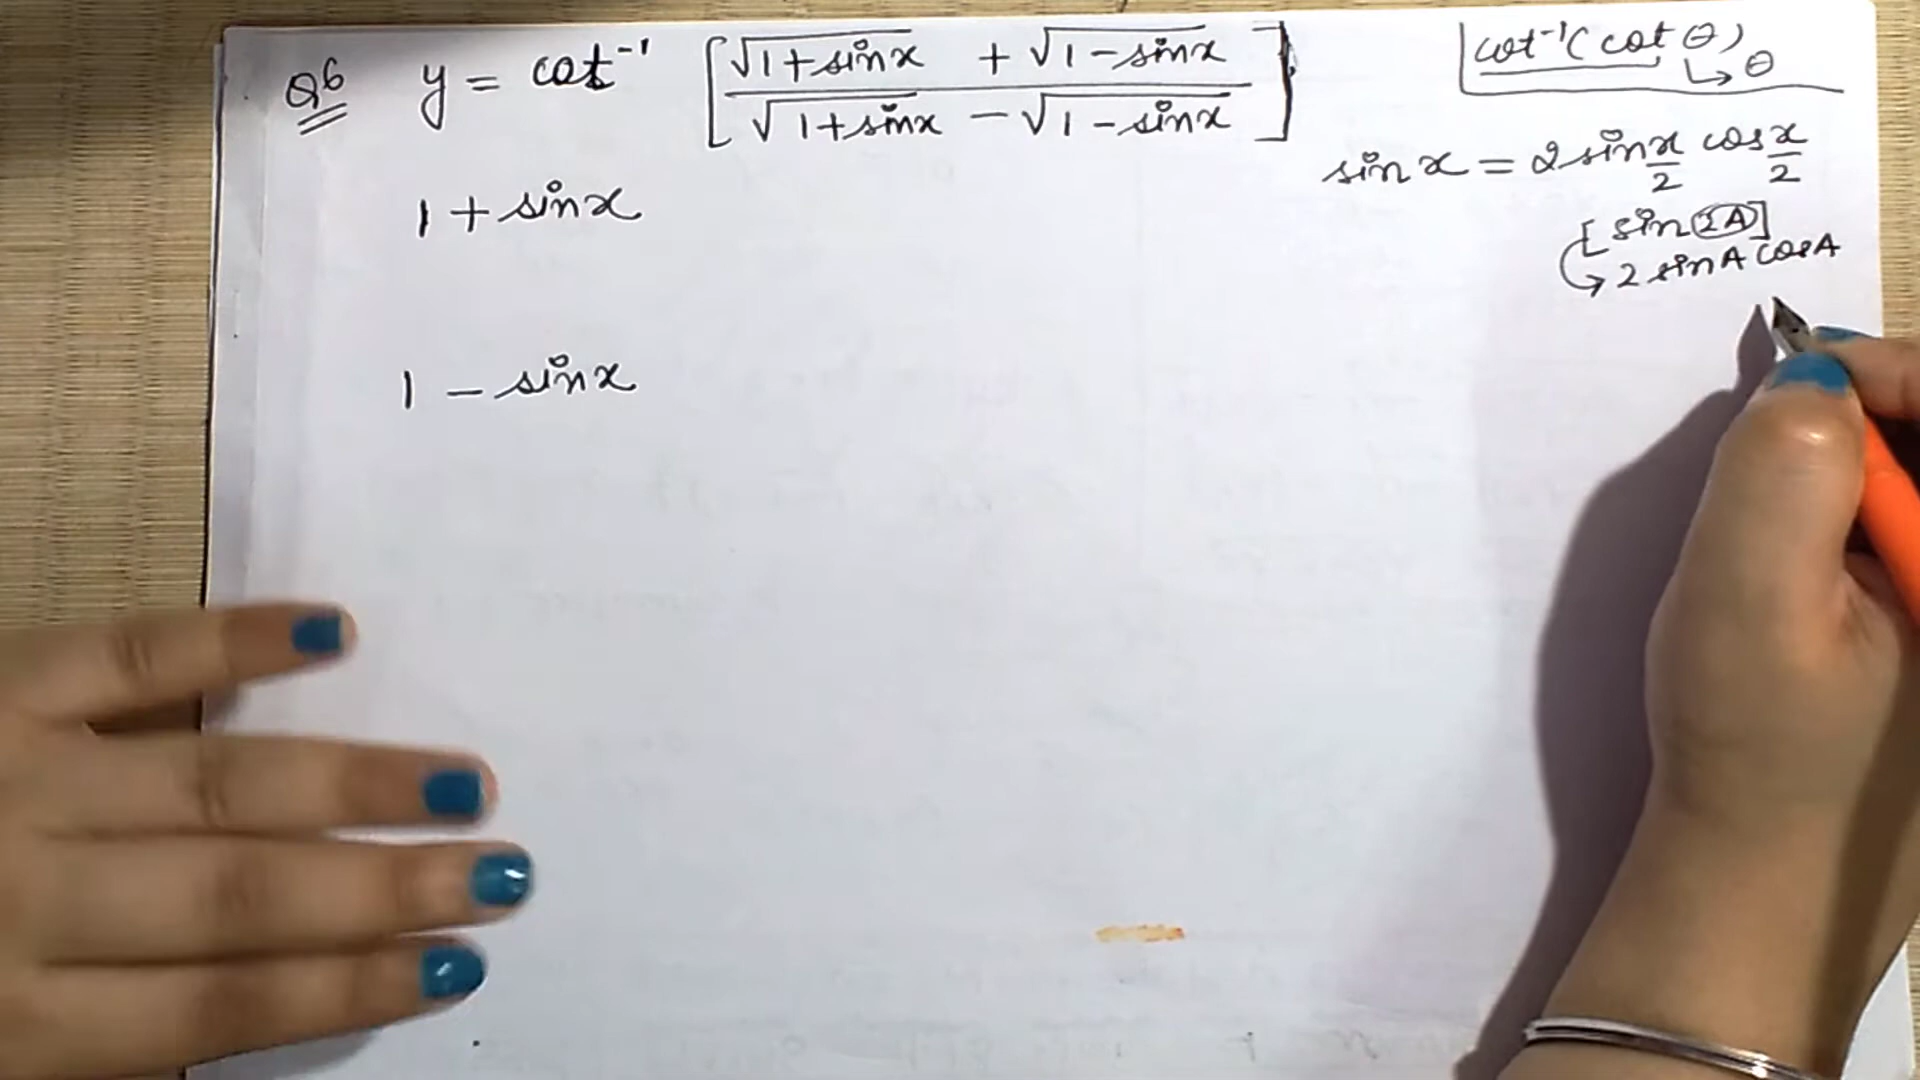 Q6 y = cot⁻¹ [ (√(1+sinx) + √(1-sinx)) / (√(1+sinx) - √(1-sinx)) ]
cot⁻¹(cot θ)
↳ θ
sin x = 2 sin x/2 cos x/2
1 + sinx
[sin 2A]
↳ 2 sinA cosA
1 - sinx